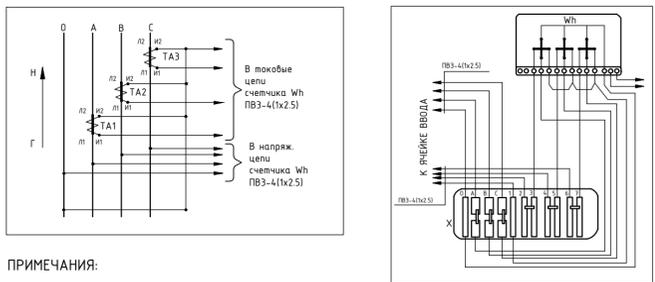 О А В С
Л2 И2
ТА3
Л1 И1
Л2 И2
ТА2
Л1 И1
Л2 И2
ТА1
Л1 И1
Н
Г
В токовые
цепи
счетчика Wh
ПВЗ-4(1х2.5)
В напряж.
цепи
счетчика Wh
ПВЗ-4(1х2.5)
ПРИМЕЧАНИЯ:
Wh
ПВЗ-4(1х2.5)
К ЯЧЕЙКЕ ВВОДА
ПВЗ-4(1х2.5)
О А В С 1 2 3 4 5 6 7
Х